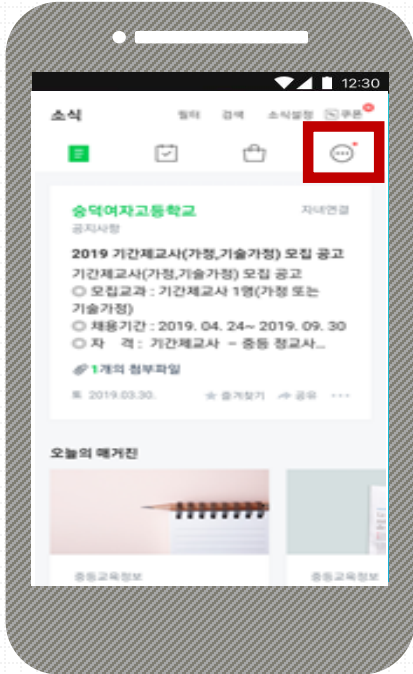 12:30
소식 필터 검색 소식설정 쿠폰
숭덕여자고등학교 자녀연결
공지사항
2019 기간제교사(가정,기술가정) 모집 공고
기간제교사(가정,기술가정) 모집 공고
◎ 모집교과 : 기간제교사 1명(가정 또는
기술가정)
◎ 채용기간 : 2019. 04. 24~ 2019. 09. 30
◎ 자 격 : 기간제교사 - 중등 정교사...
1개의 첨부파일
2019.03.30. 즐겨찾기 공유 ···
오늘의 매거진
중등교육정보 중등교육정보